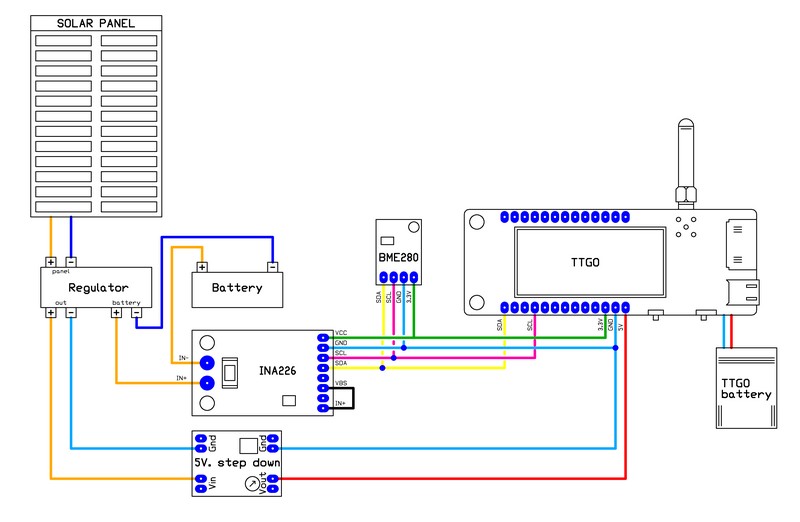 SOLAR PANEL
+ -
panel
Regulator
out battery
+ - + -
+ -
Battery
BME280
SDA
SCL
GND
3.3V
TTGO
SDA
SCL
3.3V
GND
5V
TTGO
battery
IN-
IN+
INA226
VCC
GND
SCL
SDA
VBS
IN+
Gnd
Gnd
5V. step down
Vin
Vout